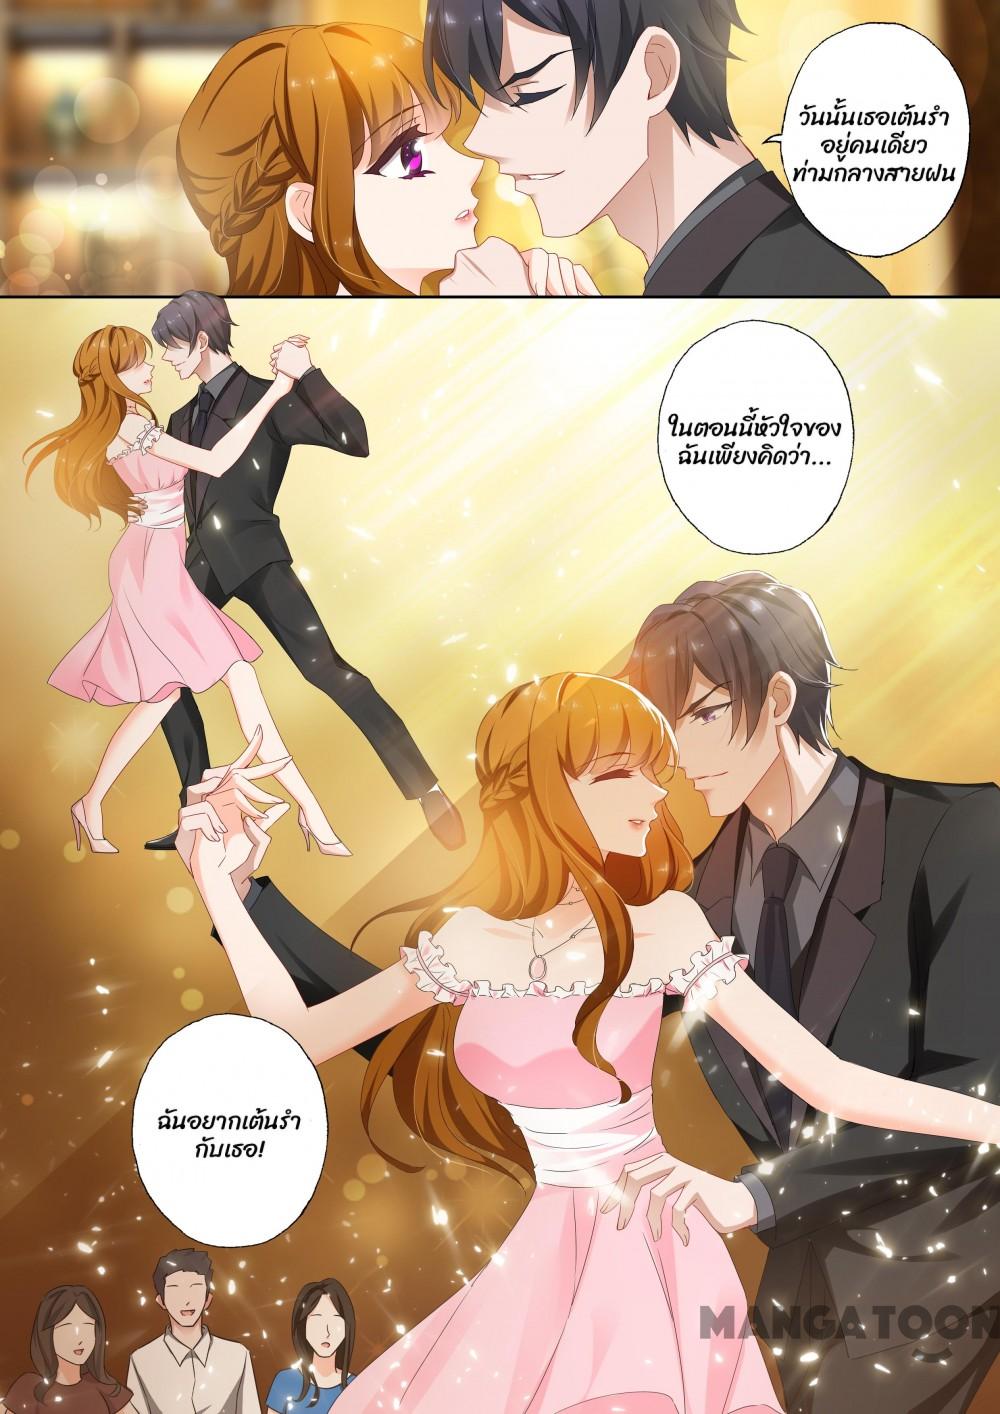 วันนั้นเธอเต้นรำ
อยู่คนเดียว
ท่ามกลางสายฝน
ในตอนนี้หัวใจของ
ฉันเพียงคิดว่า...
ฉันอยากเต้นรำ
กับเธอ!
MANGATOON